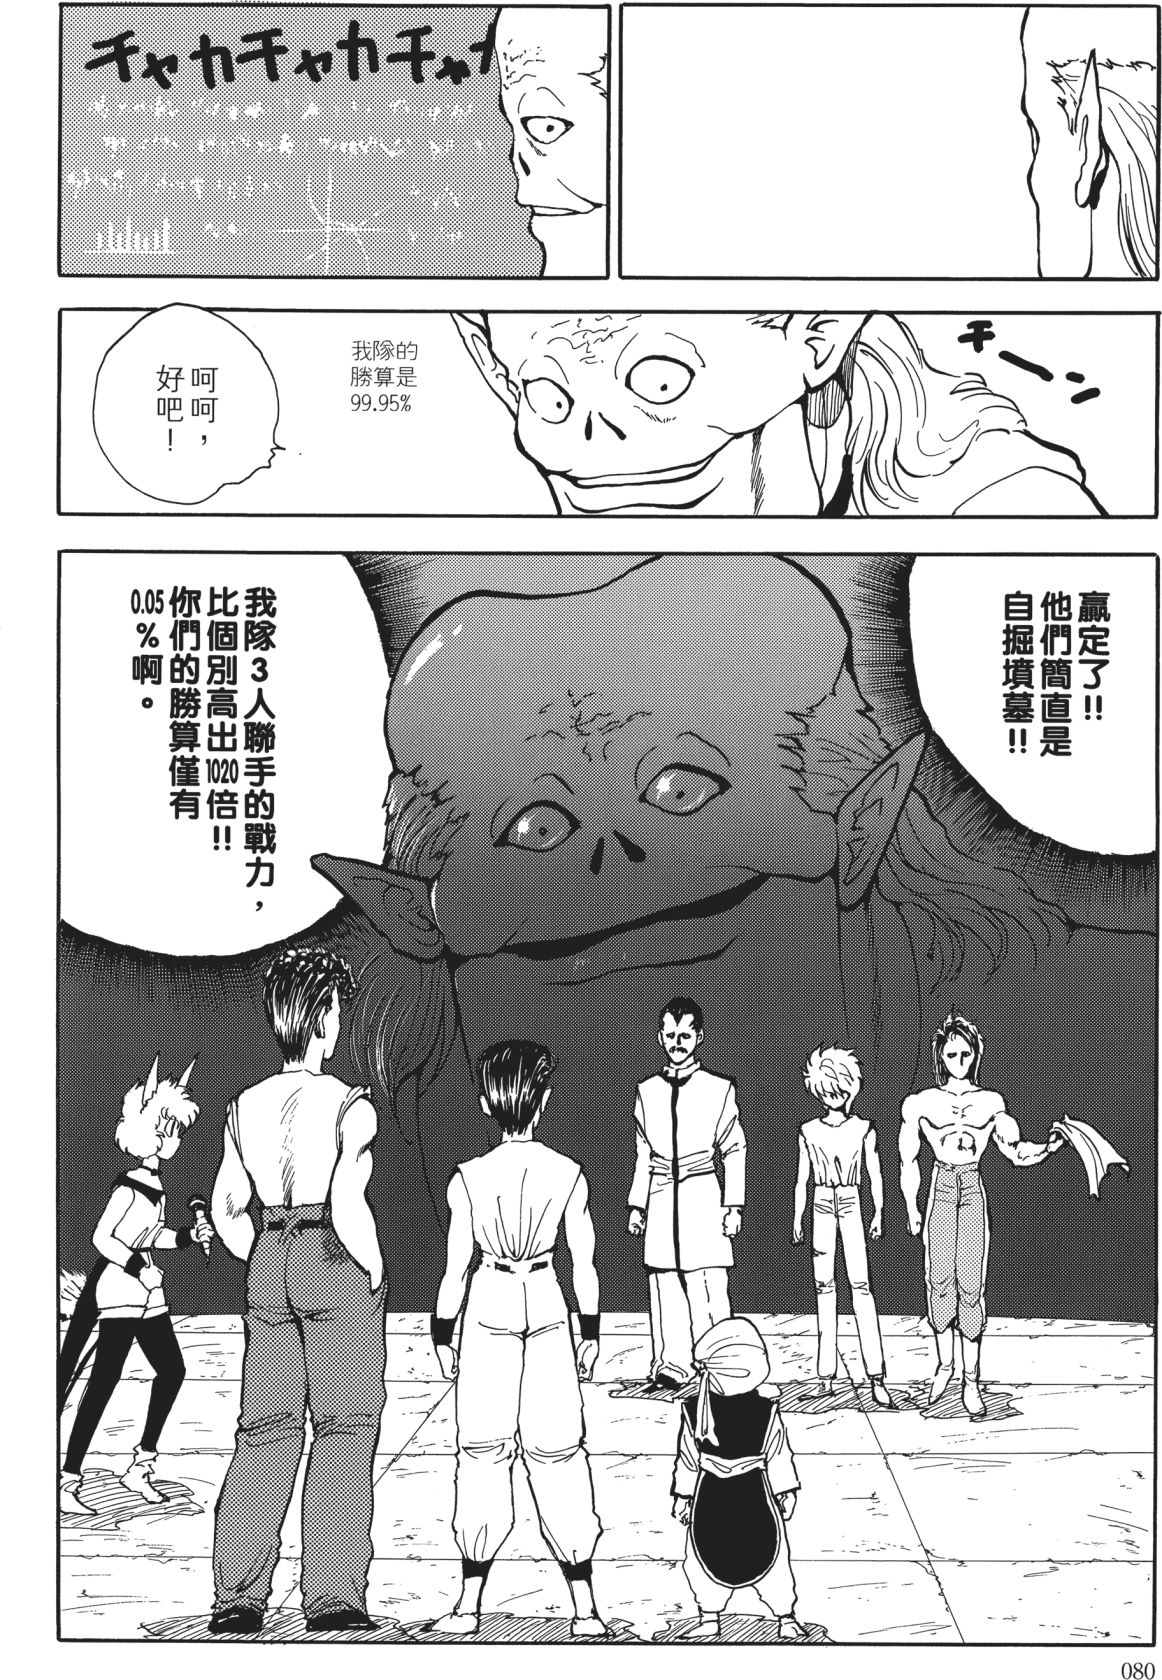 チャカチャカチャカ
チーン
我隊的
勝算是
99.95%
呵呵，
好吧！
贏定了!!
他們簡直是
自掘墳墓!!
我隊3人聯手的戰力，
比個別高出1020倍!!
你們的勝算僅有
0.05%啊。
080